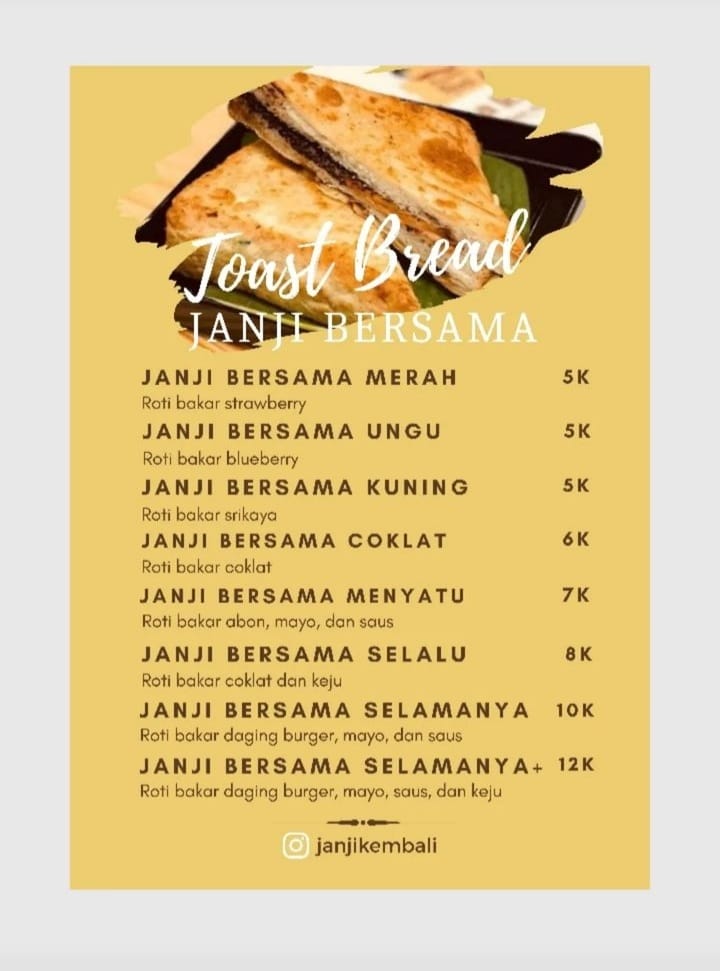 Toast Bread
JANJI BERSAMA
JANJI BERSAMA MERAH 5K
Roti bakar strawberry
JANJI BERSAMA UNGU 5K
Roti bakar blueberry
JANJI BERSAMA KUNING 5K
Roti bakar srikaya
JANJI BERSAMA COKLAT 6K
Roti bakar coklat
JANJI BERSAMA MENYATU 7K
Roti bakar abon, mayo, dan saus
JANJI BERSAMA SELALU 8K
Roti bakar coklat dan keju
JANJI BERSAMA SELAMANYA 10K
Roti bakar daging burger, mayo, dan saus
JANJI BERSAMA SELAMANYA+ 12K
Roti bakar daging burger, mayo, saus, dan keju
janjikembali